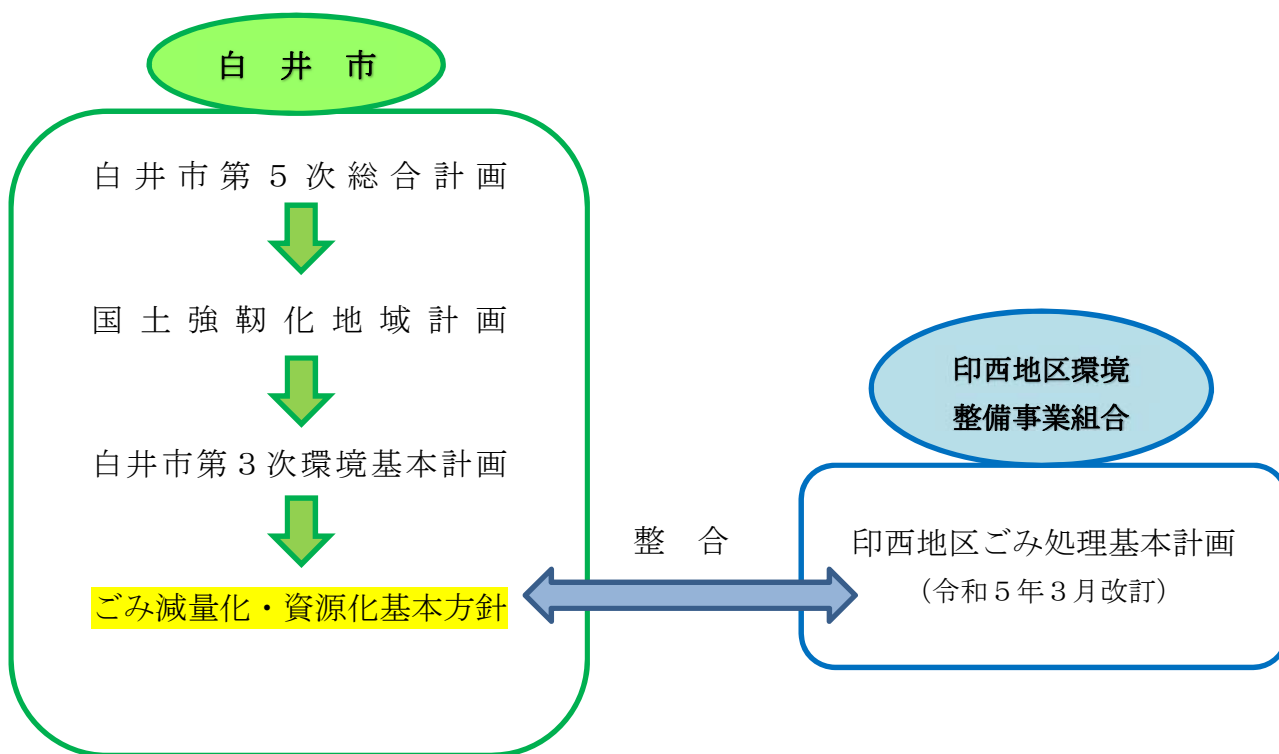 白井市
白井市第５次総合計画
国土強靭化地域計画
白井市第３次環境基本計画
ごみ減量化・資源化基本方針
整合
印西地区環境
整備事業組合
印西地区ごみ処理基本計画
（令和５年３月改訂）